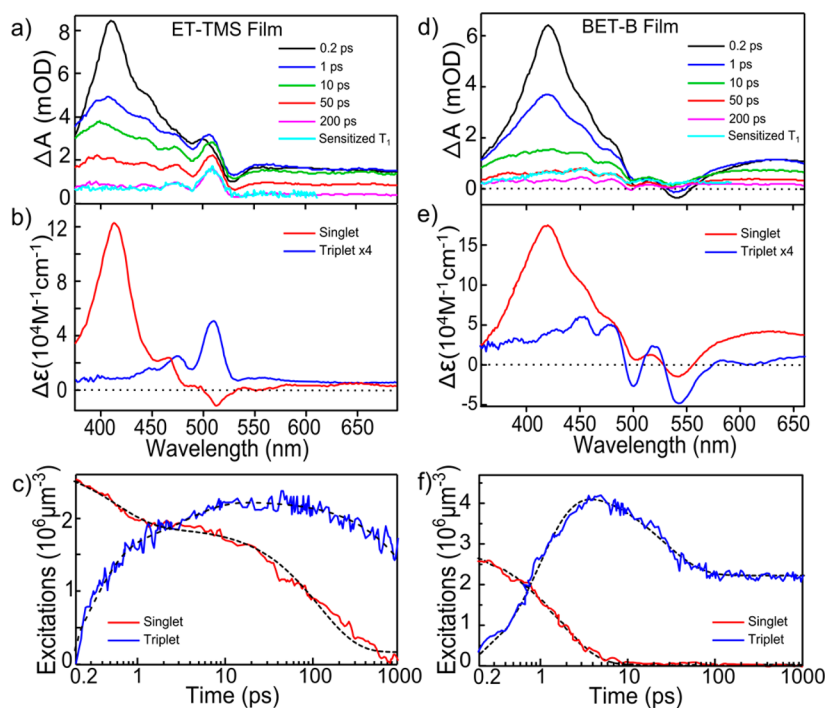 a)
ET-TMS Film
ΔA (mOD)
8
6
4
2
0
0.2 ps
1 ps
10 ps
50 ps
200 ps
Sensitized T1
b)
Δε(10⁴M⁻¹cm⁻¹)
12
8
4
0
Singlet
Triplet x4
400 450 500 550 600 650
Wavelength (nm)
c)
Excitations (10⁶μm⁻³)
2
1
0
Singlet
Triplet
0.2 1 10 100 1000
Time (ps)
d)
BET-B Film
ΔA (mOD)
6
4
2
0
0.2 ps
1 ps
10 ps
50 ps
200 ps
Sensitized T1
e)
Δε(10⁴M⁻¹cm⁻¹)
15
10
5
0
-5
Singlet
Triplet x4
400 450 500 550 600 650
Wavelength (nm)
f)
Excitations (10⁶μm⁻³)
4
3
2
1
0
Singlet
Triplet
0.2 1 10 100 1000
Time (ps)